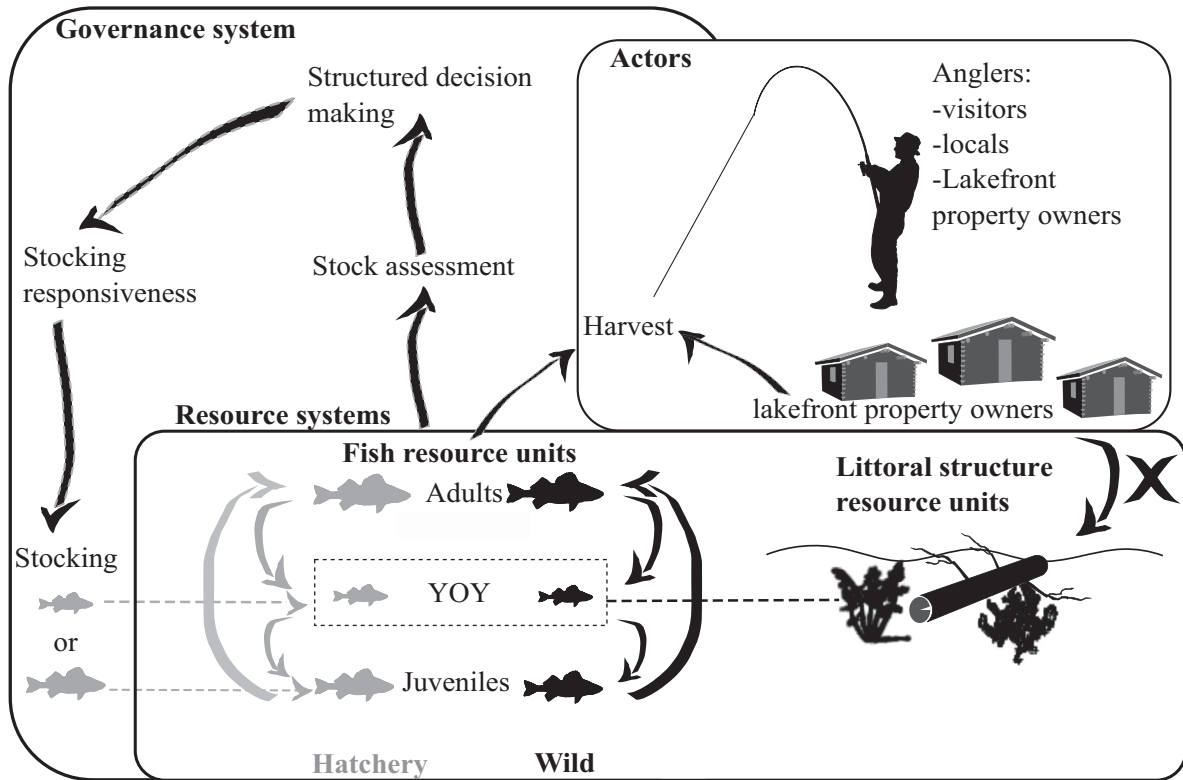 Governance system
Structured decision
making
Stocking
responsiveness
Stock assessment
Stocking
or
Actors
Anglers:
-visitors
-locals
-Lakefront
property owners
Harvest
lakefront property owners
Resource systems
Fish resource units
Adults
YOY
Juveniles
Hatchery
Wild
Littoral structure
resource units